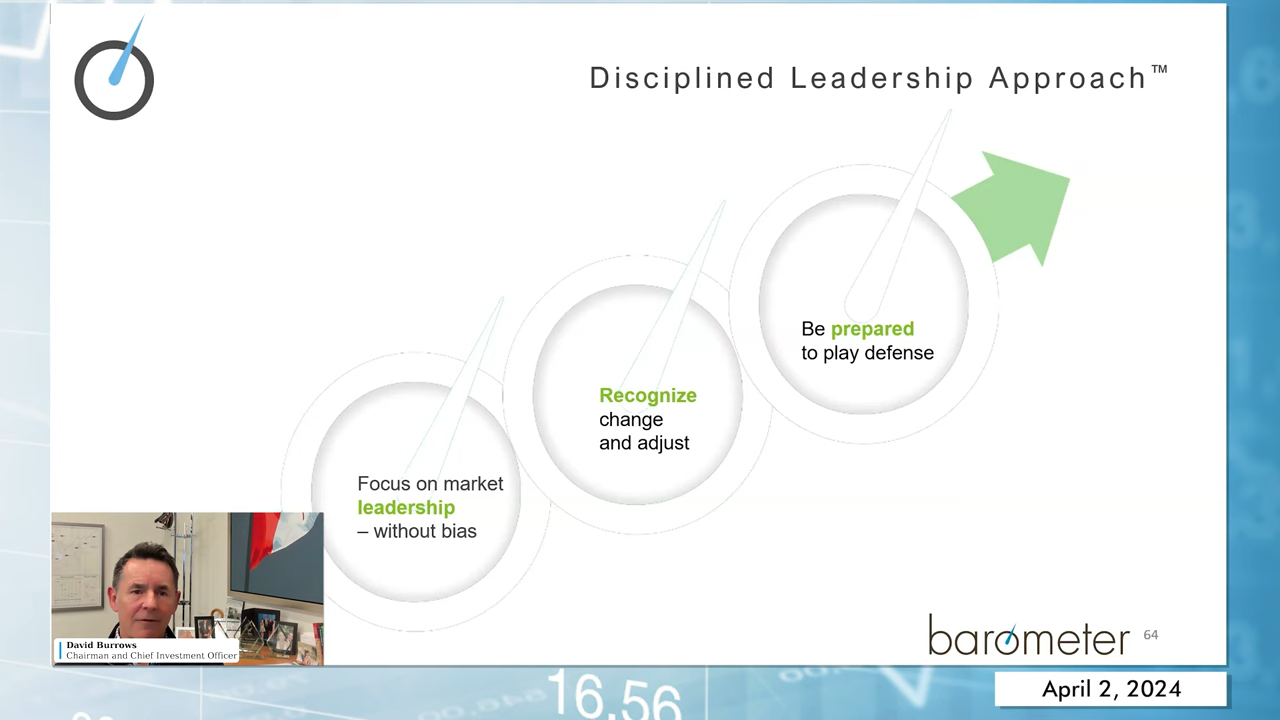 Disciplined Leadership Approach™
Be prepared
to play defense
Recognize
change
and adjust
Focus on market
leadership
– without bias
David Burrows
Chairman and Chief Investment Officer
barometer
64
April 2, 2024
16,56